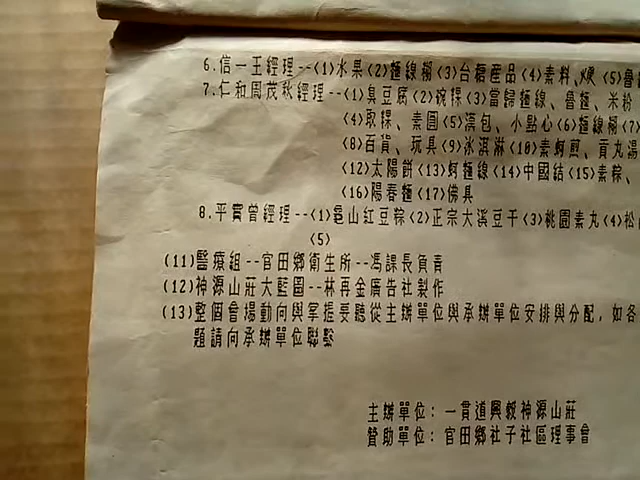 6.信一王經理--(1)水果(2)麵線糊(3)台糖産品(4)素料、(5)
7.仁和周茂秋經理--(1)臭豆腐(2)碗粿(3)當歸麵線、魯麵、米粉
(4)取粿、素圓(5)漢包、小點心(6)麵線糊(7)
(8)百貨、玩具(9)冰淇淋(10)素蚵煎、貢丸湯
(12)太陽餅(13)蚵麵線(14)中國結(15)素粽、
(16)陽春麵(17)佛具
8.平實曾經理--(1)龜山紅豆粽(2)正宗大溪豆干(3)桃園素丸(4)松
(5)
(11)醫療組--官田鄉衛生所--馮課長負責
(12)神源山莊大藍圖--林再金廣告社製作
(13)整個會場動向與掌握要聽從主辦單位與承辦單位安排與分配,如各
題請向承辦單位聯繫
主辦單位：一貫道興毅神源山莊
贊助單位：官田鄉社子社區理事會